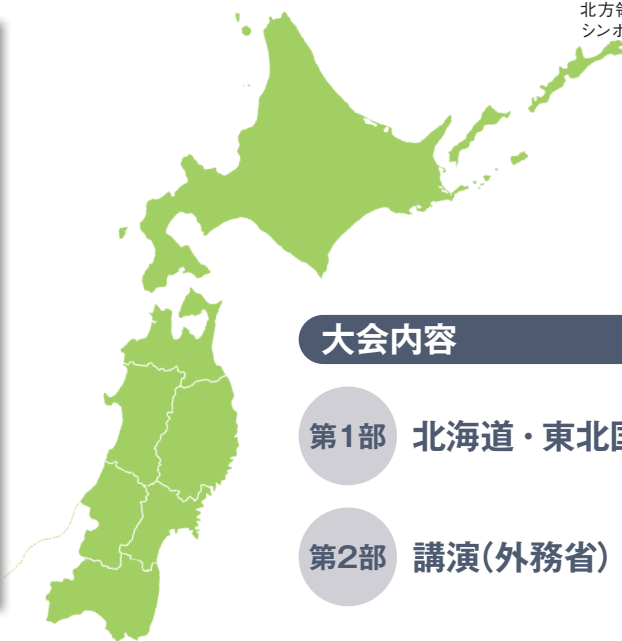 北方領
シンポ
大会内容
第1部 北海道・東北国
第2部 講演(外務省)